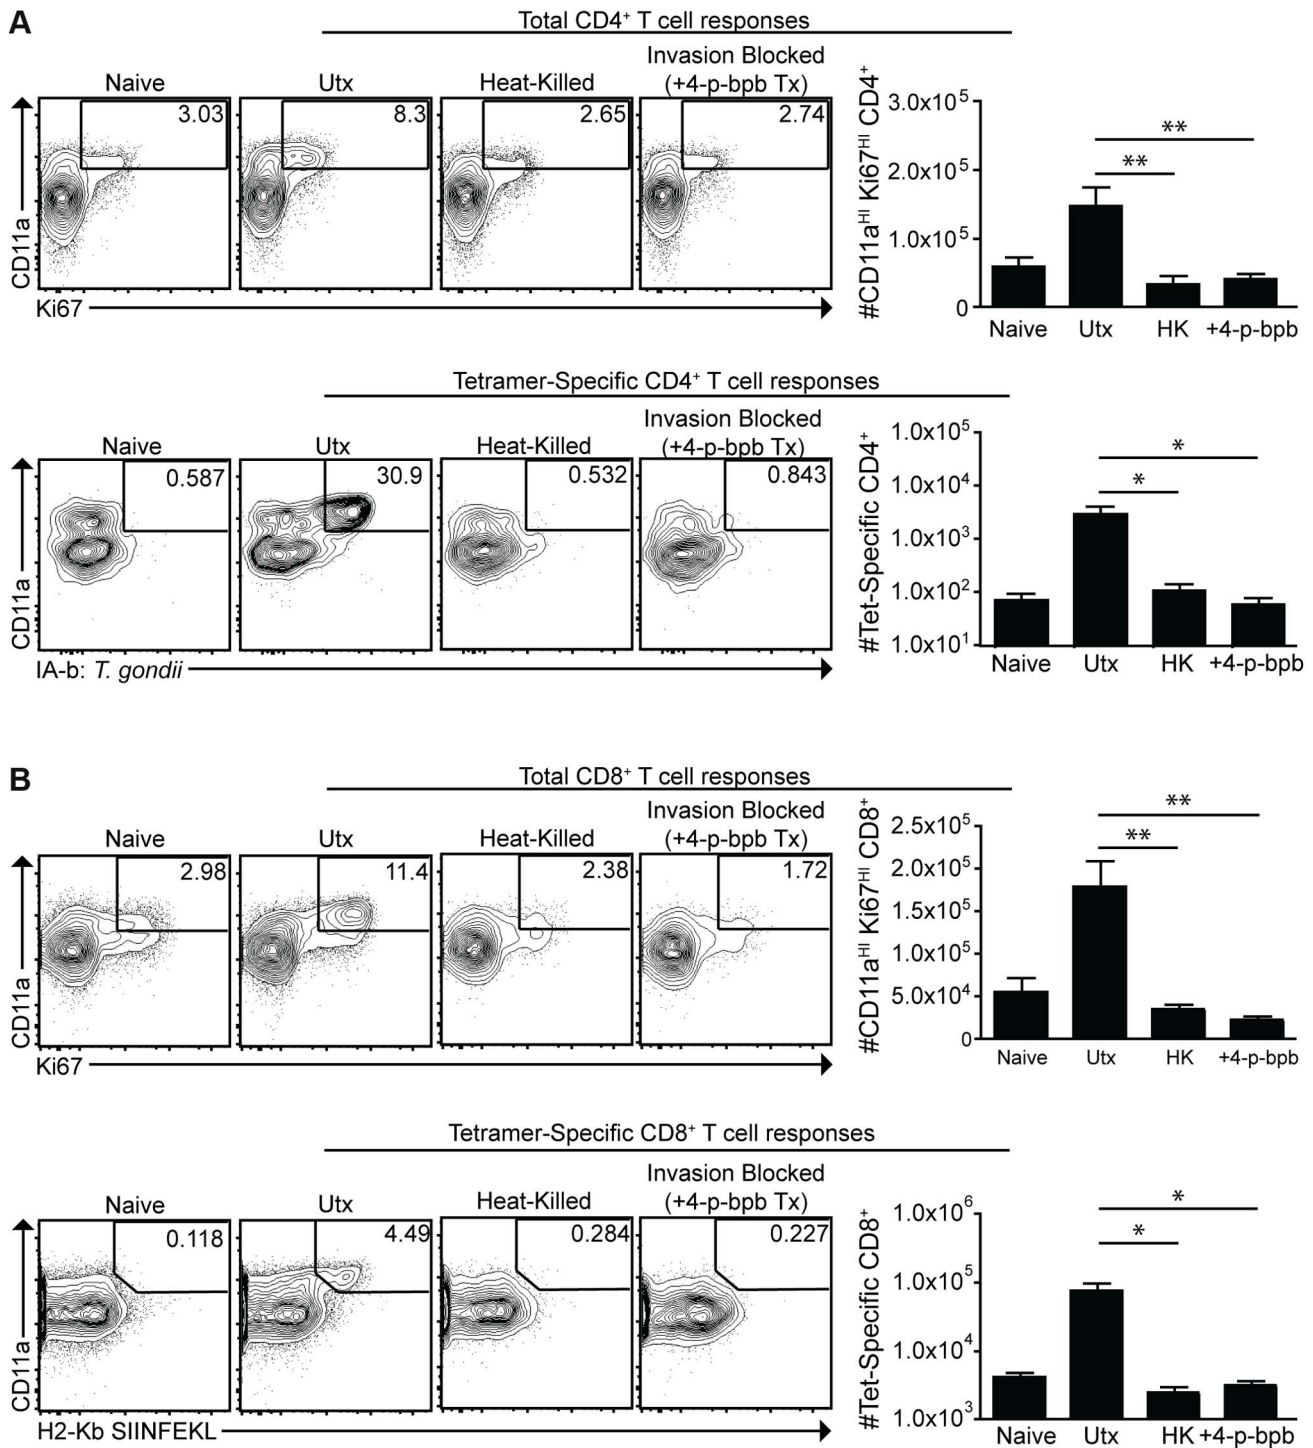 A
Total CD4⁺ T cell responses
Naive
Utx
Heat-Killed
Invasion Blocked
(+4-p-bpb Tx)
3.03
8.3
2.65
2.74
CD11a
Ki67
#CD11aᴴᴵ Ki67ᴴᴵ CD4⁺
3.0x10⁵
2.0x10⁵
1.0x10⁵
0
**
**
Naive Utx HK +4-p-bpb
Tetramer-Specific CD4⁺ T cell responses
Naive
Utx
Heat-Killed
Invasion Blocked
(+4-p-bpb Tx)
0.587
30.9
0.532
0.843
CD11a
IA-b: T. gondii
#Tet-Specific CD4⁺
1.0x10⁵
1.0x10⁴
1.0x10³
1.0x10²
1.0x10¹
*
*
Naive Utx HK +4-p-bpb
B
Total CD8⁺ T cell responses
Naive
Utx
Heat-Killed
Invasion Blocked
(+4-p-bpb Tx)
2.98
11.4
2.38
1.72
CD11a
Ki67
#CD11aᴴᴵ Ki67ᴴᴵ CD8⁺
2.5x10⁵
2.0x10⁵
1.5x10⁵
1.0x10⁵
5.0x10⁴
0
**
**
Naive Utx HK +4-p-bpb
Tetramer-Specific CD8⁺ T cell responses
Naive
Utx
Heat-Killed
Invasion Blocked
(+4-p-bpb Tx)
0.118
4.49
0.284
0.227
CD11a
H2-Kb SIINFEKL
#Tet-Specific CD8⁺
1.0x10⁶
1.0x10⁵
1.0x10⁴
1.0x10³
*
*
Naive Utx HK +4-p-bpb